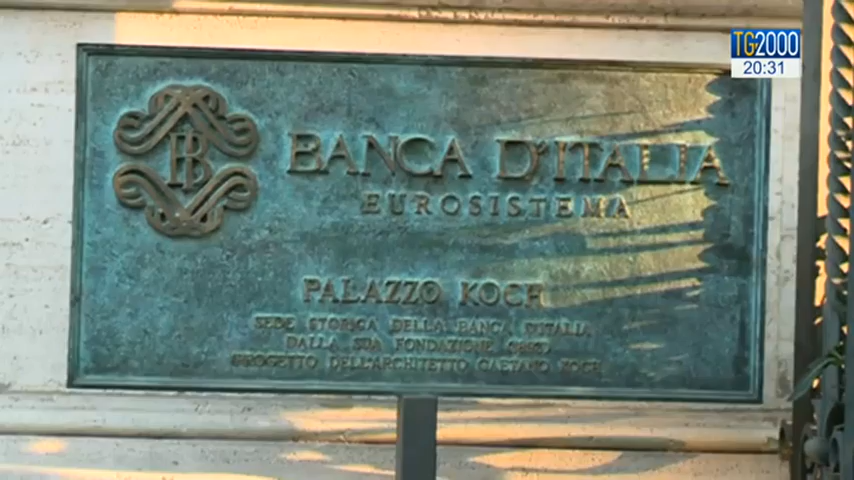 TG2000
20:31
BI
BANCA D'ITALIA
EUROSISTEMA
PALAZZO KOCH
SEDE STORICA DELLA BANCA D'ITALIA
DALLA SUA FONDAZIONE
PROGETTO DELL'ARCHITETTO GAETANO KOCH